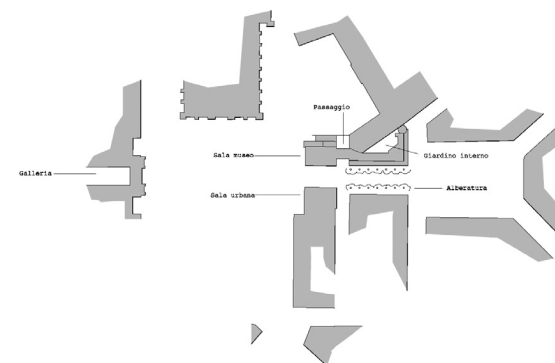 Passaggio
Sala museo
Giardino interno
Galleria
Alberatura
Sala urbana